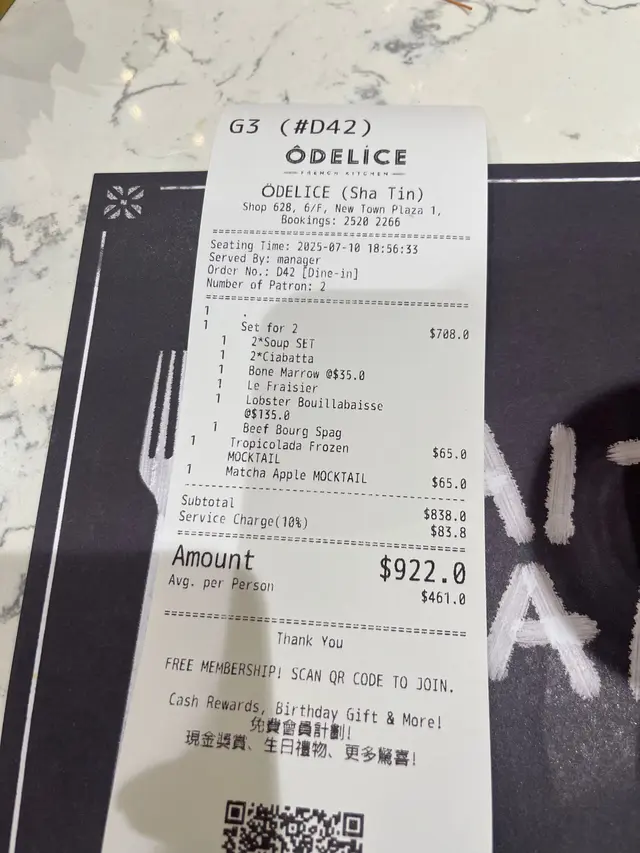 G3 (#D42)
ÔDELİCE
FRENCH KITCHEN
ÖDELICE (Sha Tin)
Shop 628, 6/F, New Town Plaza 1,
Bookings: 2520 2266
Seating Time: 2025-07-10 18:56:33
Served By: manager
Order No.: D42 [Dine-in]
Number of Patron: 2
1 .
1 Set for 2 $708.0
1 2*Soup SET
1 2*Ciabatta
1 Bone Marrow @$35.0
1 Le Fraisier
1 Lobster Bouillabaisse
@$135.0
1 Beef Bourg Spag
1 Tropicolada Frozen $65.0
MOCKTAIL
1 Matcha Apple MOCKTAIL $65.0
Subtotal $838.0
Service Charge(10%) $83.8
Amount $922.0
Avg. per Person $461.0
Thank You
FREE MEMBERSHIP! SCAN QR CODE TO JOIN.
Cash Rewards, Birthday Gift & More!
免費會員計劃!
現金獎賞、生日禮物、更多驚喜!